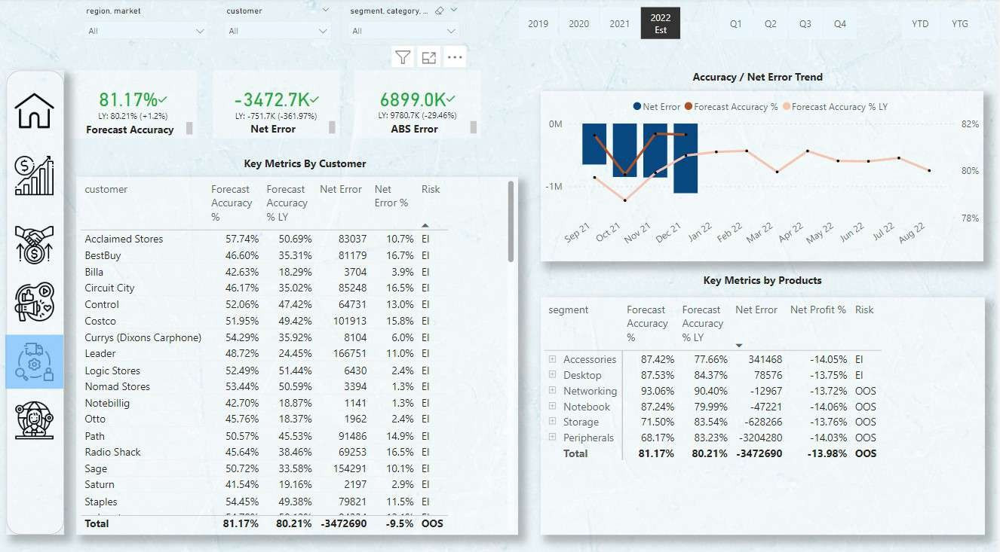 region, market
customer
segment, category, ...
All
All
All
2019
2020
2021
2022
Est
Q1
Q2
Q3
Q4
YTD
YTG
81.17%
LY: 80.21% (+1.2%)
Forecast Accuracy
-3472.7K
LY: -751.7K (-361.97%)
Net Error
6899.0K
LY: 9780.7K (-29.46%)
ABS Error
Accuracy / Net Error Trend
Net Error Forecast Accuracy % Forecast Accuracy % LY
0M
-1M
82%
80%
78%
Sep 21
Oct 21
Nov 21
Dec 21
Jan 22
Feb 22
Mar 22
Apr 22
May 22
Jun 22
Jul 22
Aug 22
Key Metrics By Customer
customer Forecast Accuracy % Forecast Accuracy % LY Net Error Net Error % Risk
Acclaimed Stores 57.74% 50.69% 83037 10.7% EI
BestBuy 46.60% 35.31% 81179 16.7% EI
Billa 42.63% 18.29% 3704 3.9% EI
Circuit City 46.17% 35.02% 85248 16.5% EI
Control 52.06% 47.42% 64731 13.0% EI
Costco 51.95% 49.42% 101913 15.8% EI
Currys (Dixons Carphone) 54.29% 35.92% 8104 6.0% EI
Leader 48.72% 24.45% 166751 11.0% EI
Logic Stores 52.49% 51.44% 6430 2.4% EI
Nomad Stores 53.44% 50.59% 3394 1.3% EI
Notebillig 42.70% 18.87% 1141 1.3% EI
Otto 45.76% 18.37% 1962 2.4% EI
Path 50.57% 45.53% 91486 14.9% EI
Radio Shack 45.64% 38.46% 69253 16.5% EI
Sage 50.72% 33.58% 154291 10.1% EI
Saturn 41.54% 19.16% 2197 2.9% EI
Staples 54.45% 49.38% 79821 11.5% EI
Total 81.17% 80.21% -3472690 -9.5% OOS
Key Metrics by Products
segment Forecast Accuracy % Forecast Accuracy % LY Net Error Net Profit % Risk
Accessories 87.42% 77.66% 341468 -14.05% EI
Desktop 87.53% 84.37% 78576 -13.75% EI
Networking 93.06% 90.40% -12967 -13.72% OOS
Notebook 87.24% 79.99% -47221 -14.06% OOS
Storage 71.50% 83.54% -628266 -13.76% OOS
Peripherals 68.17% 83.23% -3204280 -14.03% OOS
Total 81.17% 80.21% -3472690 -13.98% OOS